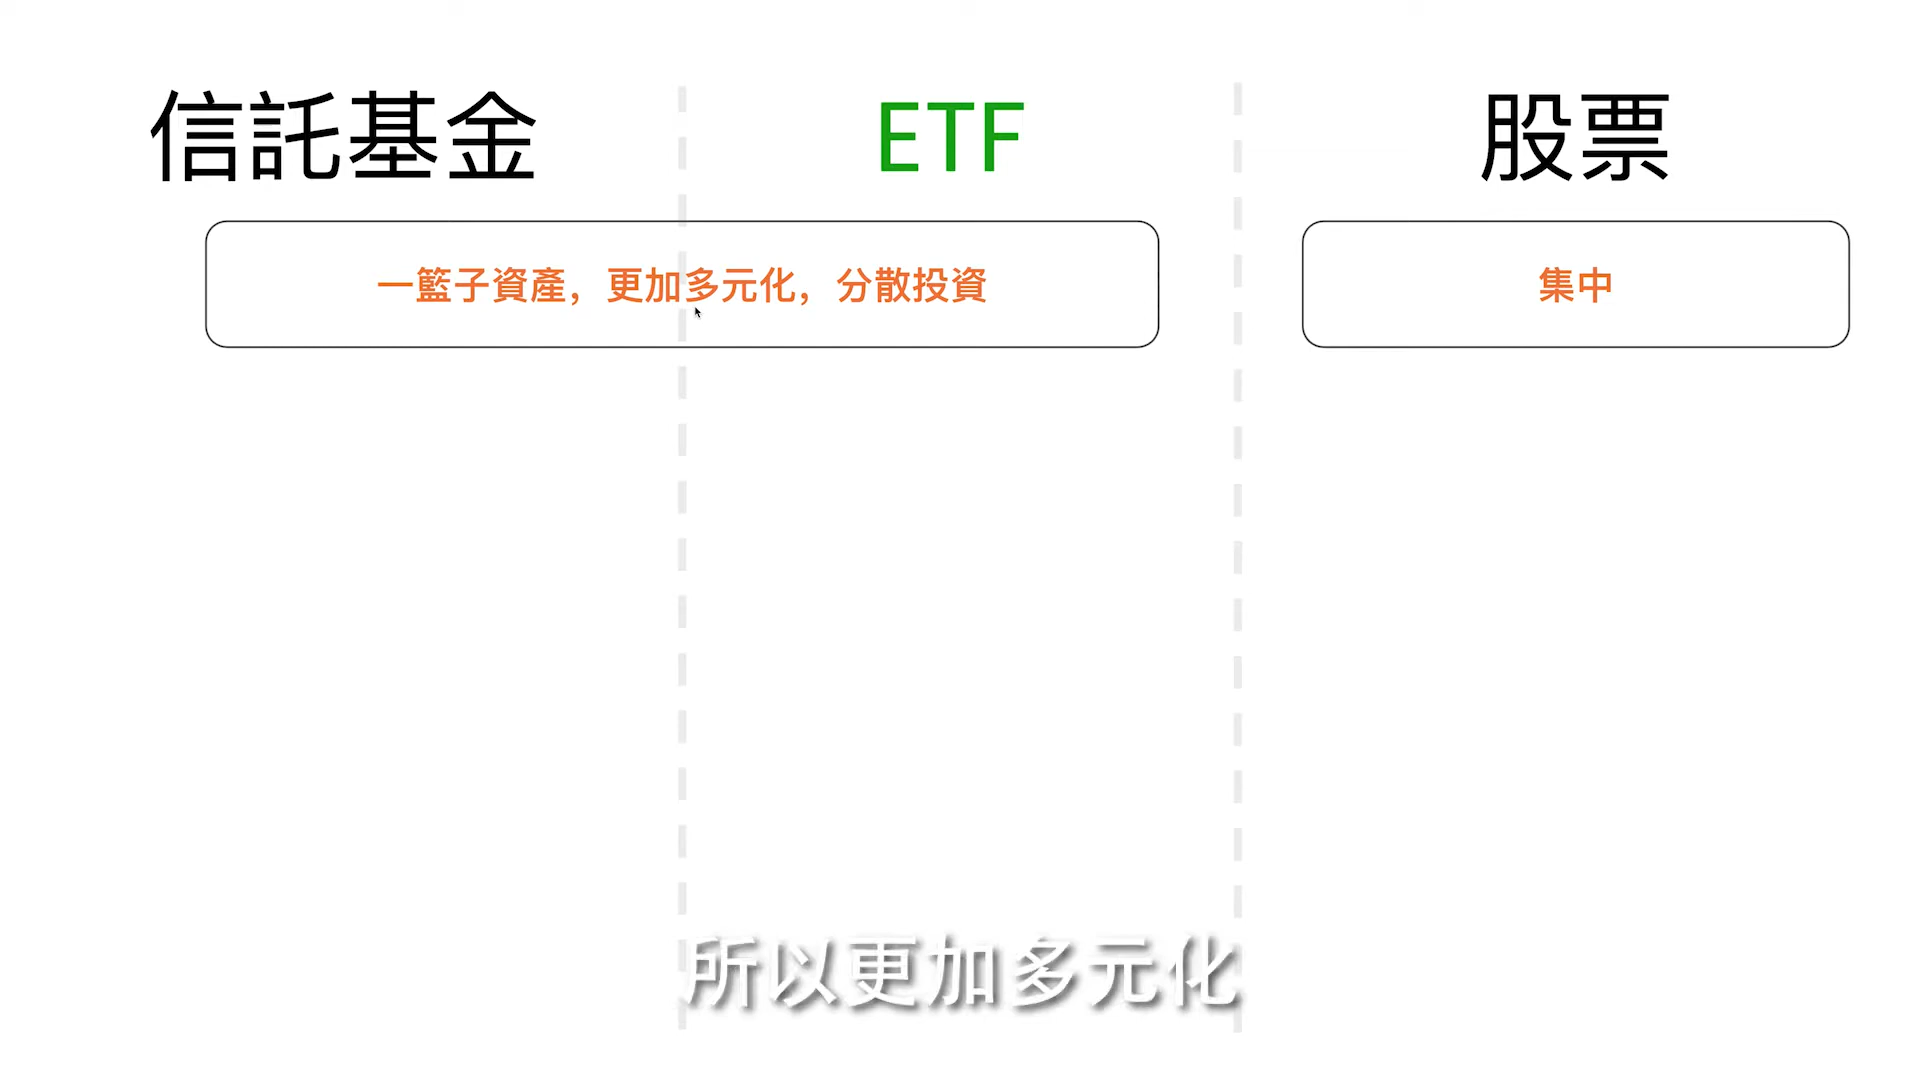 信託基金
ETF
股票
一籃子資產，更加多元化，分散投資
集中
所以更加多元化